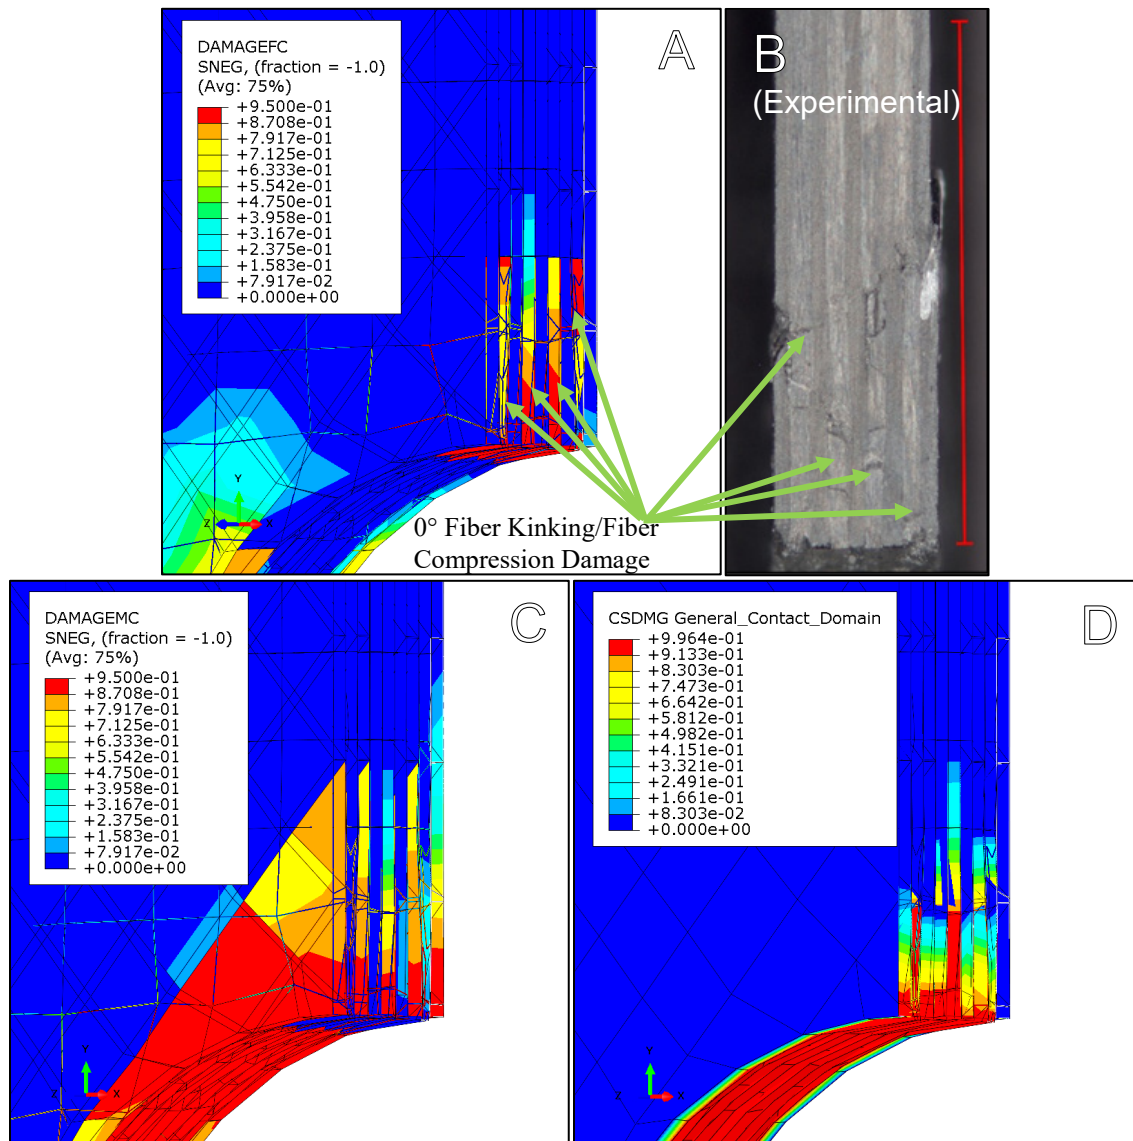 DAMAGEFC
SNEG, (fraction = -1.0)
(Avg: 75%)
+9.500e-01
+8.708e-01
+7.917e-01
+7.125e-01
+6.333e-01
+5.542e-01
+4.750e-01
+3.958e-01
+3.167e-01
+2.375e-01
+1.583e-01
+7.917e-02
+0.000e+00
A
Y
Z
X
B
(Experimental)
0° Fiber Kinking/Fiber
Compression Damage
DAMAGEMC
SNEG, (fraction = -1.0)
(Avg: 75%)
+9.500e-01
+8.708e-01
+7.917e-01
+7.125e-01
+6.333e-01
+5.542e-01
+4.750e-01
+3.958e-01
+3.167e-01
+2.375e-01
+1.583e-01
+7.917e-02
+0.000e+00
C
Y
X
CSDMG General_Contact_Domain
+9.964e-01
+9.133e-01
+8.303e-01
+7.473e-01
+6.642e-01
+5.812e-01
+4.982e-01
+4.151e-01
+3.321e-01
+2.491e-01
+1.661e-01
+8.303e-02
+0.000e+00
D
Y
X